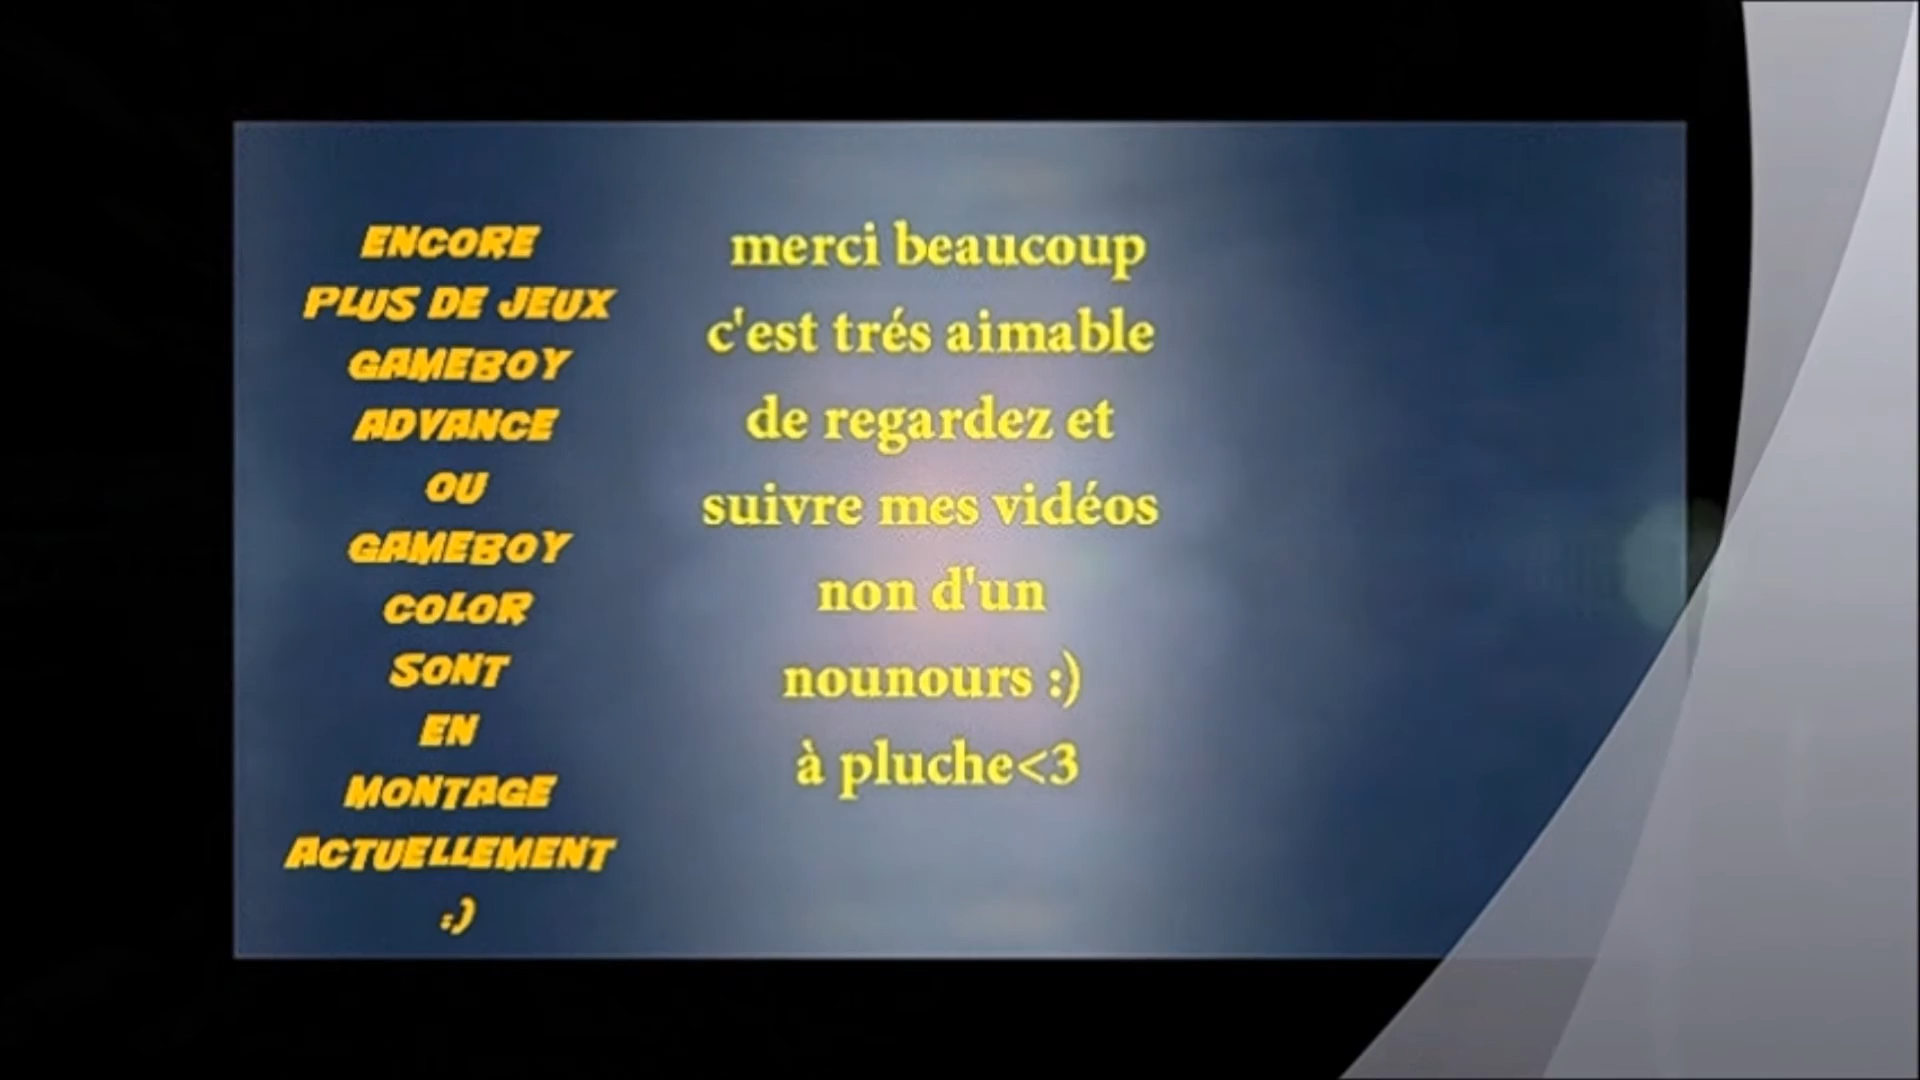 ENCORE
PLUS DE JEUX
GAMEBOY
ADVANCE
OU
GAMEBOY
COLOR
SONT
EN
MONTAGE
ACTUELLEMENT
:)
merci beaucoup
c'est trés aimable
de regardez et
suivre mes vidéos
non d'un
nounours :)
à pluche<3